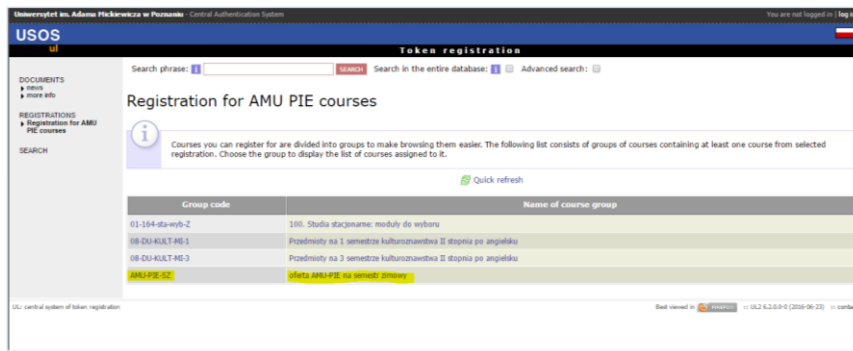 Uniwersytet im. Adama Mickiewicza w Poznaniu - Central Authentication System
You are not logged in | log i
USOS
ul
Token registration
Search phrase: i SEARCH Search in the entire database: i Advanced search:
DOCUMENTS
news
more info
REGISTRATIONS
Registration for AMU
PIE courses
SEARCH
Registration for AMU PIE courses
i
Courses you can register for are divided into groups to make browsing them easier. The following list consists of groups of courses containing at least one course from selected
registration. Choose the group to display the list of courses assigned to it.
Quick refresh
Group code Name of course group
01-164-sta-wyb-Z 100. Studia stacjonarne: moduły do wyboru
08-DU-KULT-MI-1 Przedmioty na 1 semestrze kulturoznawstwa II stopnia po angielsku
08-DU-KULT-MI-3 Przedmioty na 3 semestrze kulturoznawstwa II stopnia po angielsku
AMU-PIE-SZ oferta AMU-PIE na semestr zimowy
UL: central system of token registration
Best viewed in :: UL2 6.2.0.0-0 (2016-06-23) :: conta